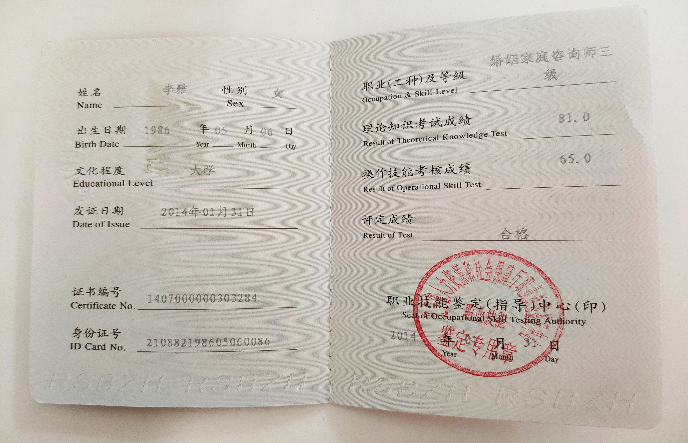 姓名 李雅 性别 女
Name Sex
出生日期 1986 年 05 月 06 日
Birth Date Year Month Day
文化程度 大学
Educational Level
发证日期 2014年01月31日
Date of Issue
证书编号 1407000000303284
Certificate No.
身份证号 210882198605060086
ID Card No.
婚姻家庭咨询师三
职业(工种)及等级 级
Occupation & Skill Level
理论知识考试成绩 81.0
Result of Theoretical Knowledge Test
操作技能考核成绩 65.0
Result of Operational Skill Test
评定成绩
Result of Test 合格
职业技能鉴定(指导)中心(印)
Seal of Occupational Skill Testing Authority
2014 年 月 31 日
Year Month Day
鉴定专用章